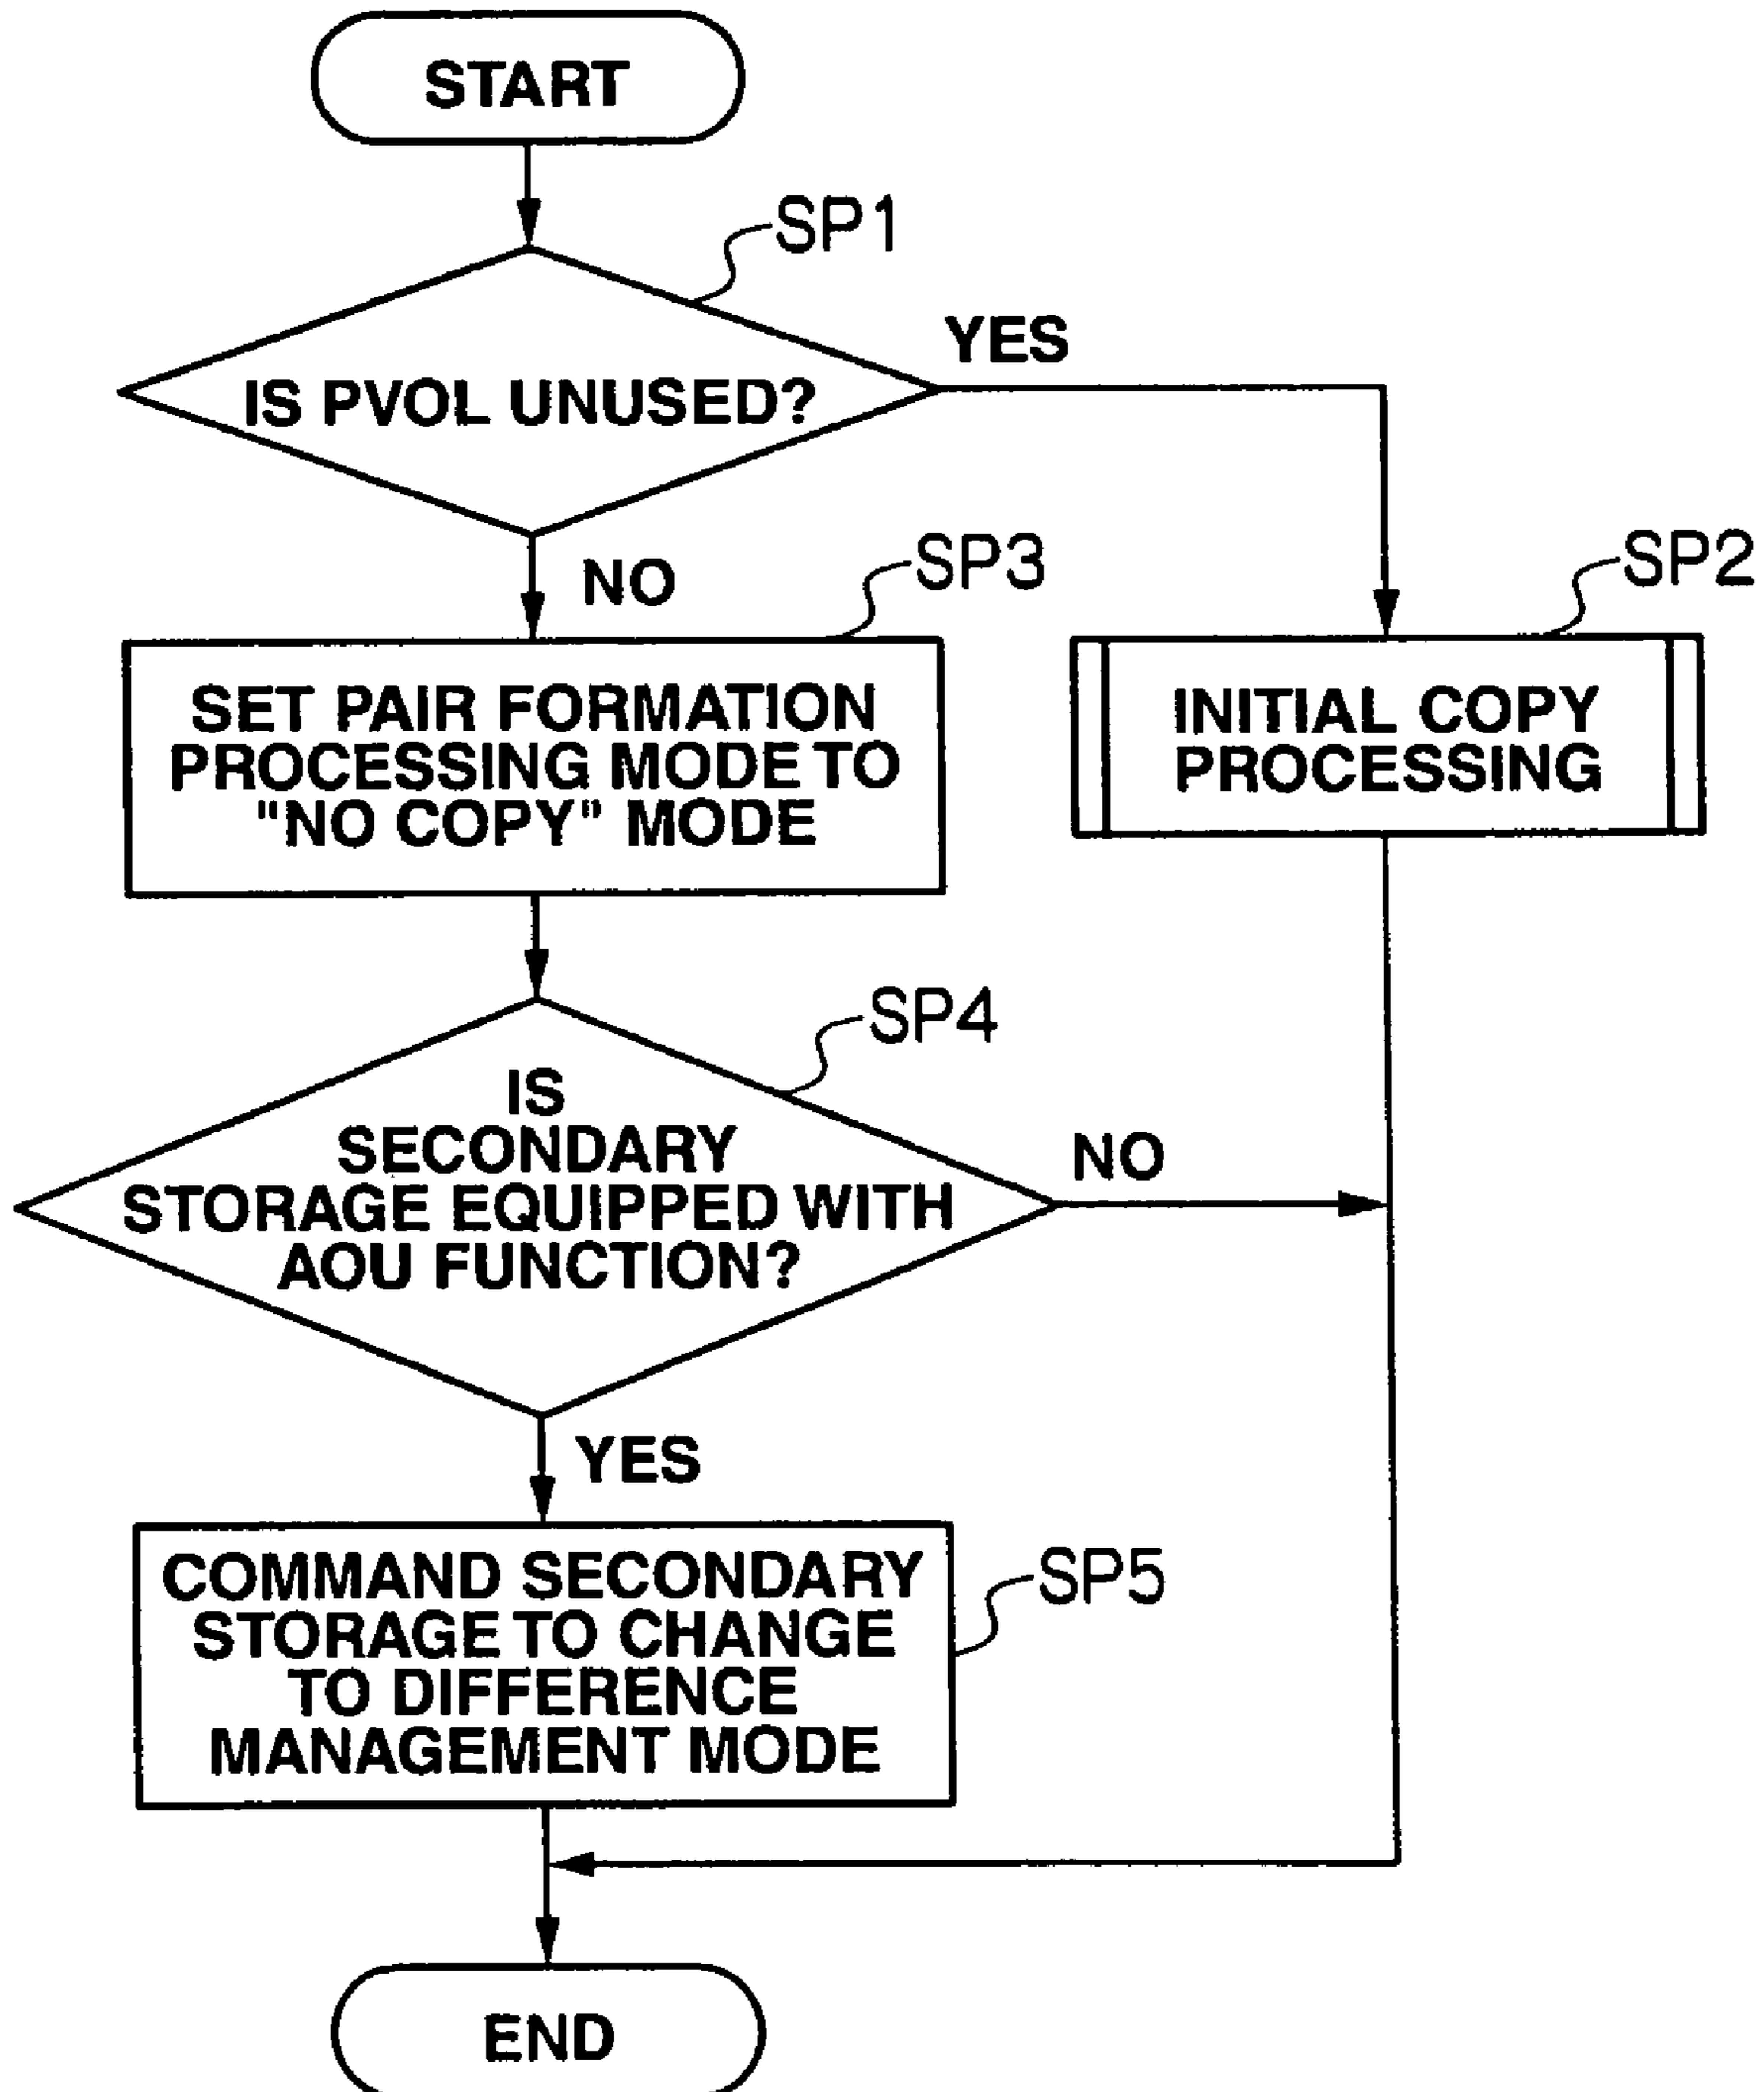 START
SP1
IS PVOL UNUSED?
YES
NO
SP3
SP2
SET PAIR FORMATION
PROCESSING MODE TO
"NO COPY" MODE
INITIAL COPY
PROCESSING
SP4
IS
SECONDARY
STORAGE EQUIPPED WITH
AOU FUNCTION?
NO
YES
COMMAND SECONDARY
STORAGE TO CHANGE
TO DIFFERENCE
MANAGEMENT MODE
SP5
END